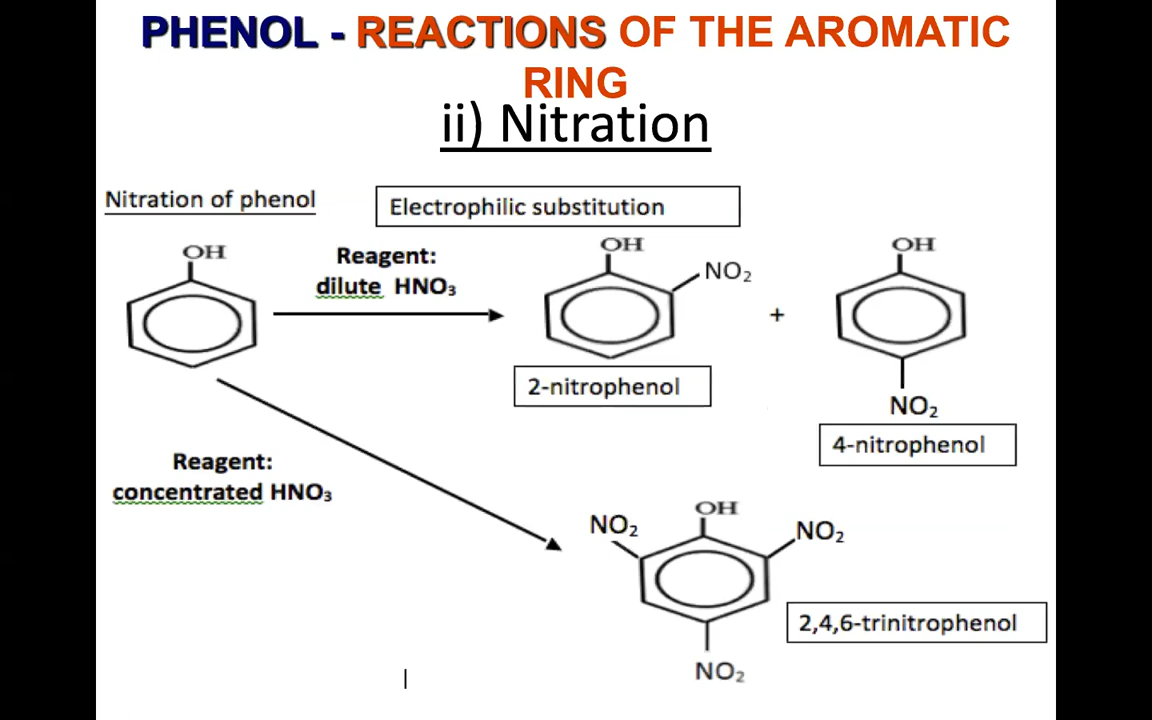 PHENOL - REACTIONS OF THE AROMATIC
RING
ii) Nitration
Nitration of phenol
Electrophilic substitution
OH
Reagent:
dilute HNO₃
OH
NO₂
+
OH
NO₂
2-nitrophenol
4-nitrophenol
Reagent:
concentrated HNO₃
OH
NO₂
NO₂
NO₂
2,4,6-trinitrophenol